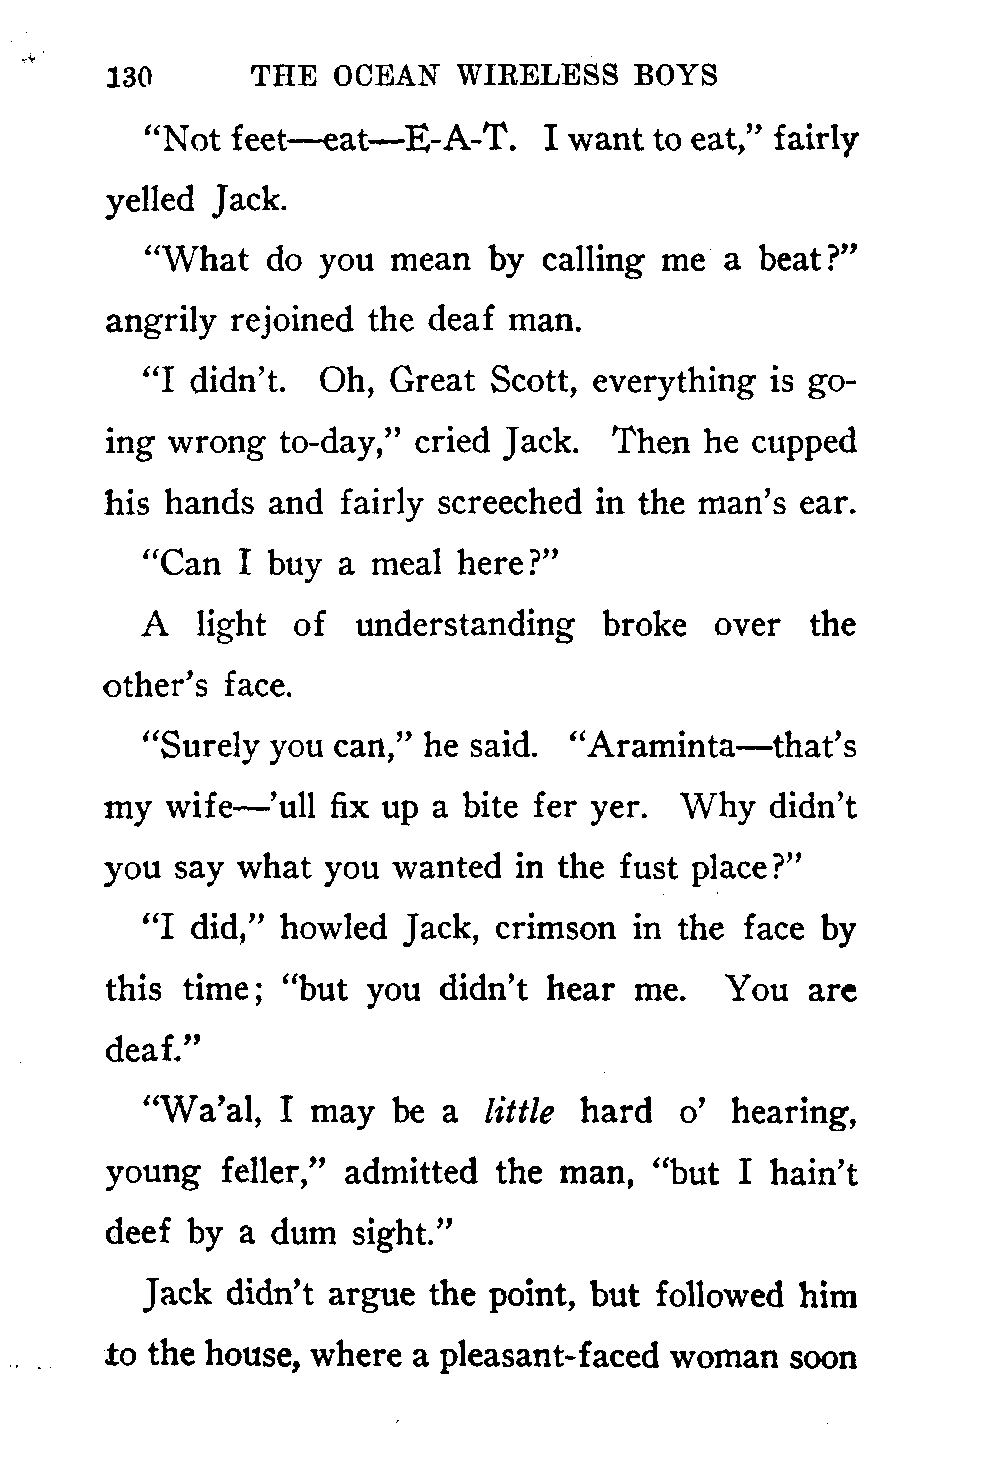 130 THE OCEAN WIRELESS BOYS
“Not feet—eat—E-A-T. I want to eat,” fairly
yelled Jack.
“What do you mean by calling me a beat?”
angrily rejoined the deaf man.
“I didn’t. Oh, Great Scott, everything is go-
ing wrong to-day,” cried Jack. Then he cupped
his hands and fairly screeched in the man’s ear.
“Can I buy a meal here?”
A light of understanding broke over the
other’s face.
“Surely you can,” he said. “Araminta—that’s
my wife—’ull fix up a bite fer yer. Why didn’t
you say what you wanted in the fust place?”
“I did,” howled Jack, crimson in the face by
this time; “but you didn’t hear me. You are
deaf.”
“Wa’al, I may be a little hard o’ hearing,
young feller,” admitted the man, “but I hain’t
deef by a dum sight.”
Jack didn’t argue the point, but followed him
to the house, where a pleasant-faced woman soon